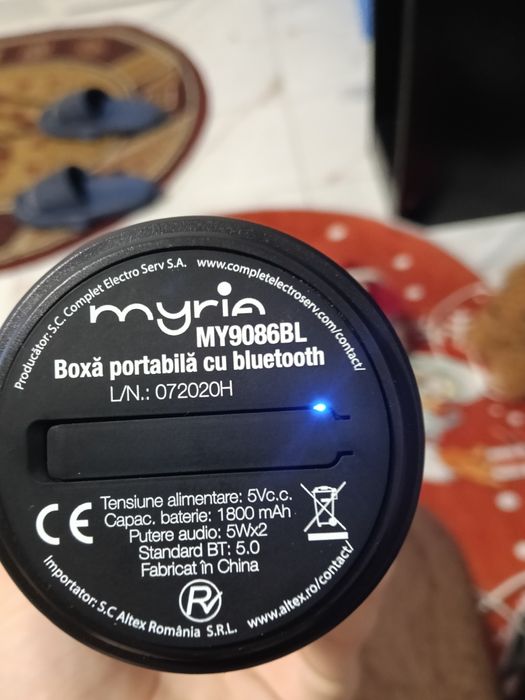 Producător: S.C. Complet Electro Serv S.A. www.completelectroserv.com/contact/
myria
MY9086BL
Boxă portabilă cu bluetooth
L/N.: 072020H
Tensiune alimentare: 5Vc.c.
Capac. baterie: 1800 mAh
Putere audio: 5Wx2
Standard BT: 5.0
Fabricat în China
CE
R
Importator: S.C Altex România S.R.L. www.altex.ro/contact/